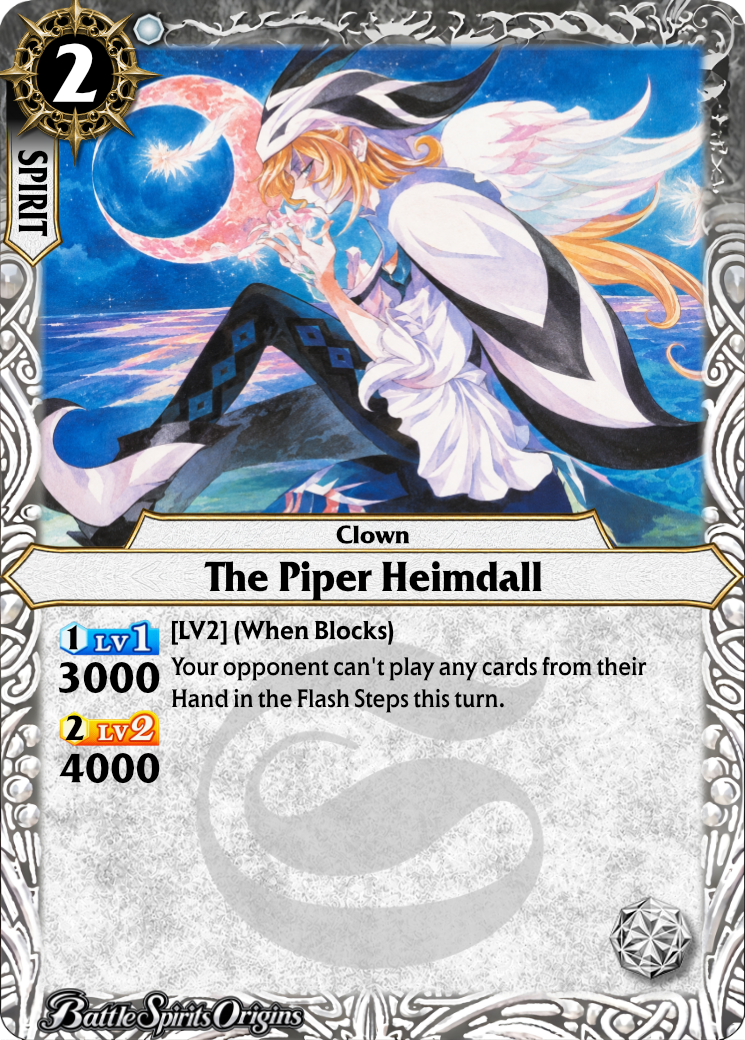 2
SPIRIT
Clown
The Piper Heimdall
1 LV1
3000
2 LV2
4000
[LV2] (When Blocks)
Your opponent can't play any cards from their
Hand in the Flash Steps this turn.
Battle Spirits Origins